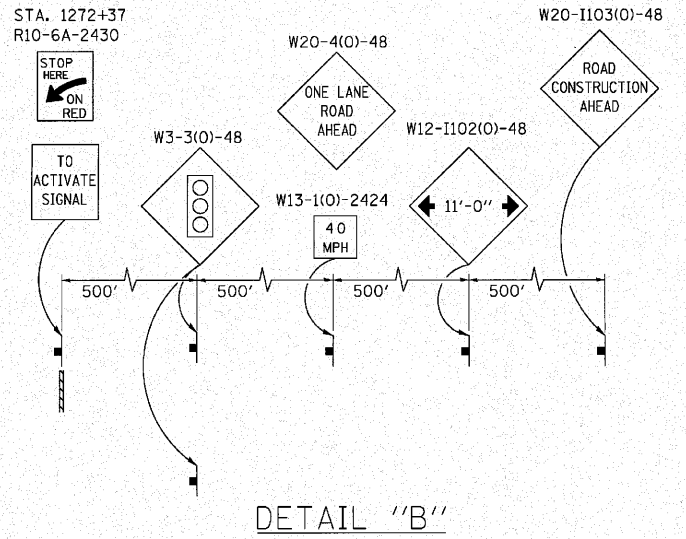 STA. 1272+37
R10-6A-2430
STOP
HERE
ON
RED
TO
ACTIVATE
SIGNAL
W3-3(O)-48
W20-4(O)-48
ONE LANE
ROAD
AHEAD
W13-1(O)-2424
40
MPH
W12-I102(O)-48
11'-0"
W20-I103(O)-48
ROAD
CONSTRUCTION
AHEAD
500'
500'
500'
500'
DETAIL "B"